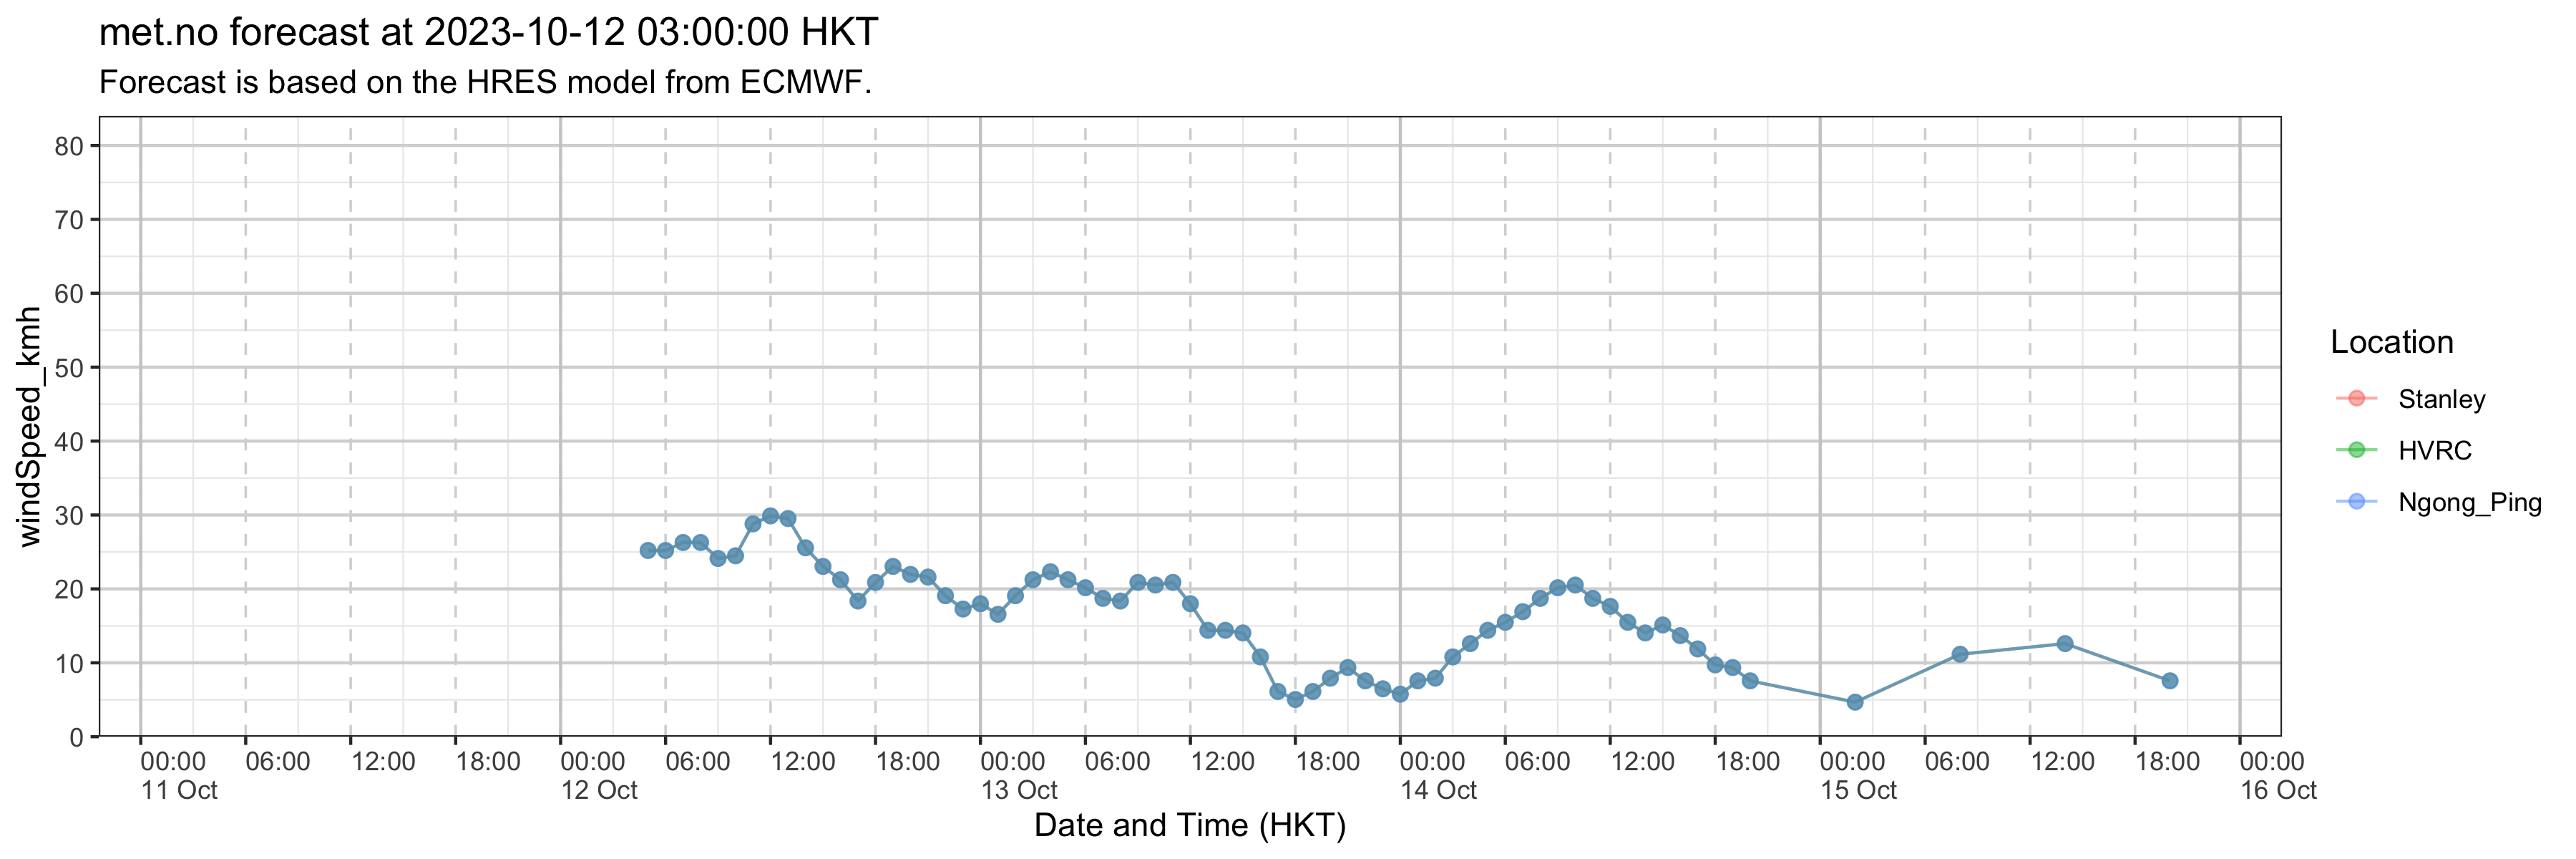 met.no forecast at 2023-10-12 03:00:00 HKT
Forecast is based on the HRES model from ECMWF.
windSpeed_kmh
80
70
60
50
40
30
20
10
0
00:00 06:00 12:00 18:00 00:00 06:00 12:00 18:00 00:00 06:00 12:00 18:00 00:00 06:00 12:00 18:00 00:00 06:00 12:00 18:00 00:00
11 Oct 12 Oct 13 Oct 14 Oct 15 Oct 16 Oct
Date and Time (HKT)
Location
Stanley
HVRC
Ngong_Ping